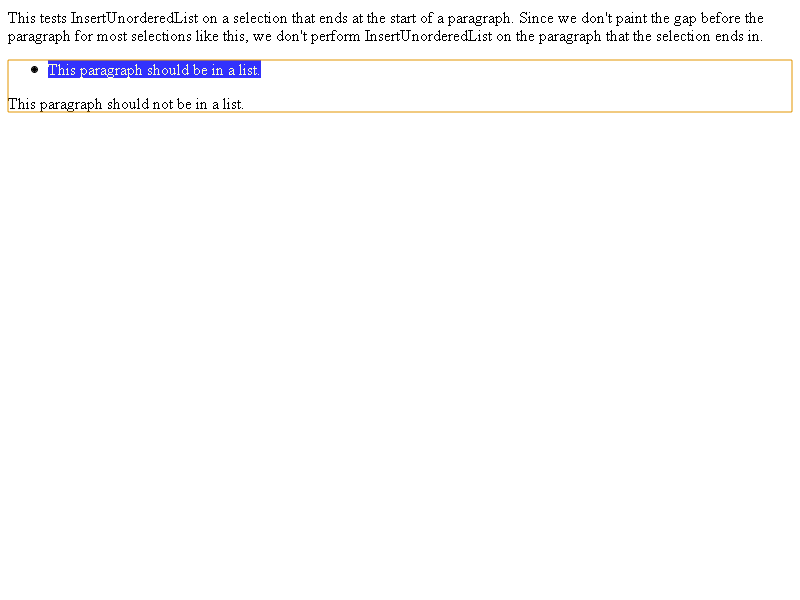 This tests InsertUnorderedList on a selection that ends at the start of a paragraph. Since we don't paint the gap before the
paragraph for most selections like this, we don't perform InsertUnorderedList on the paragraph that the selection ends in.
• This paragraph should be in a list.
This paragraph should not be in a list.